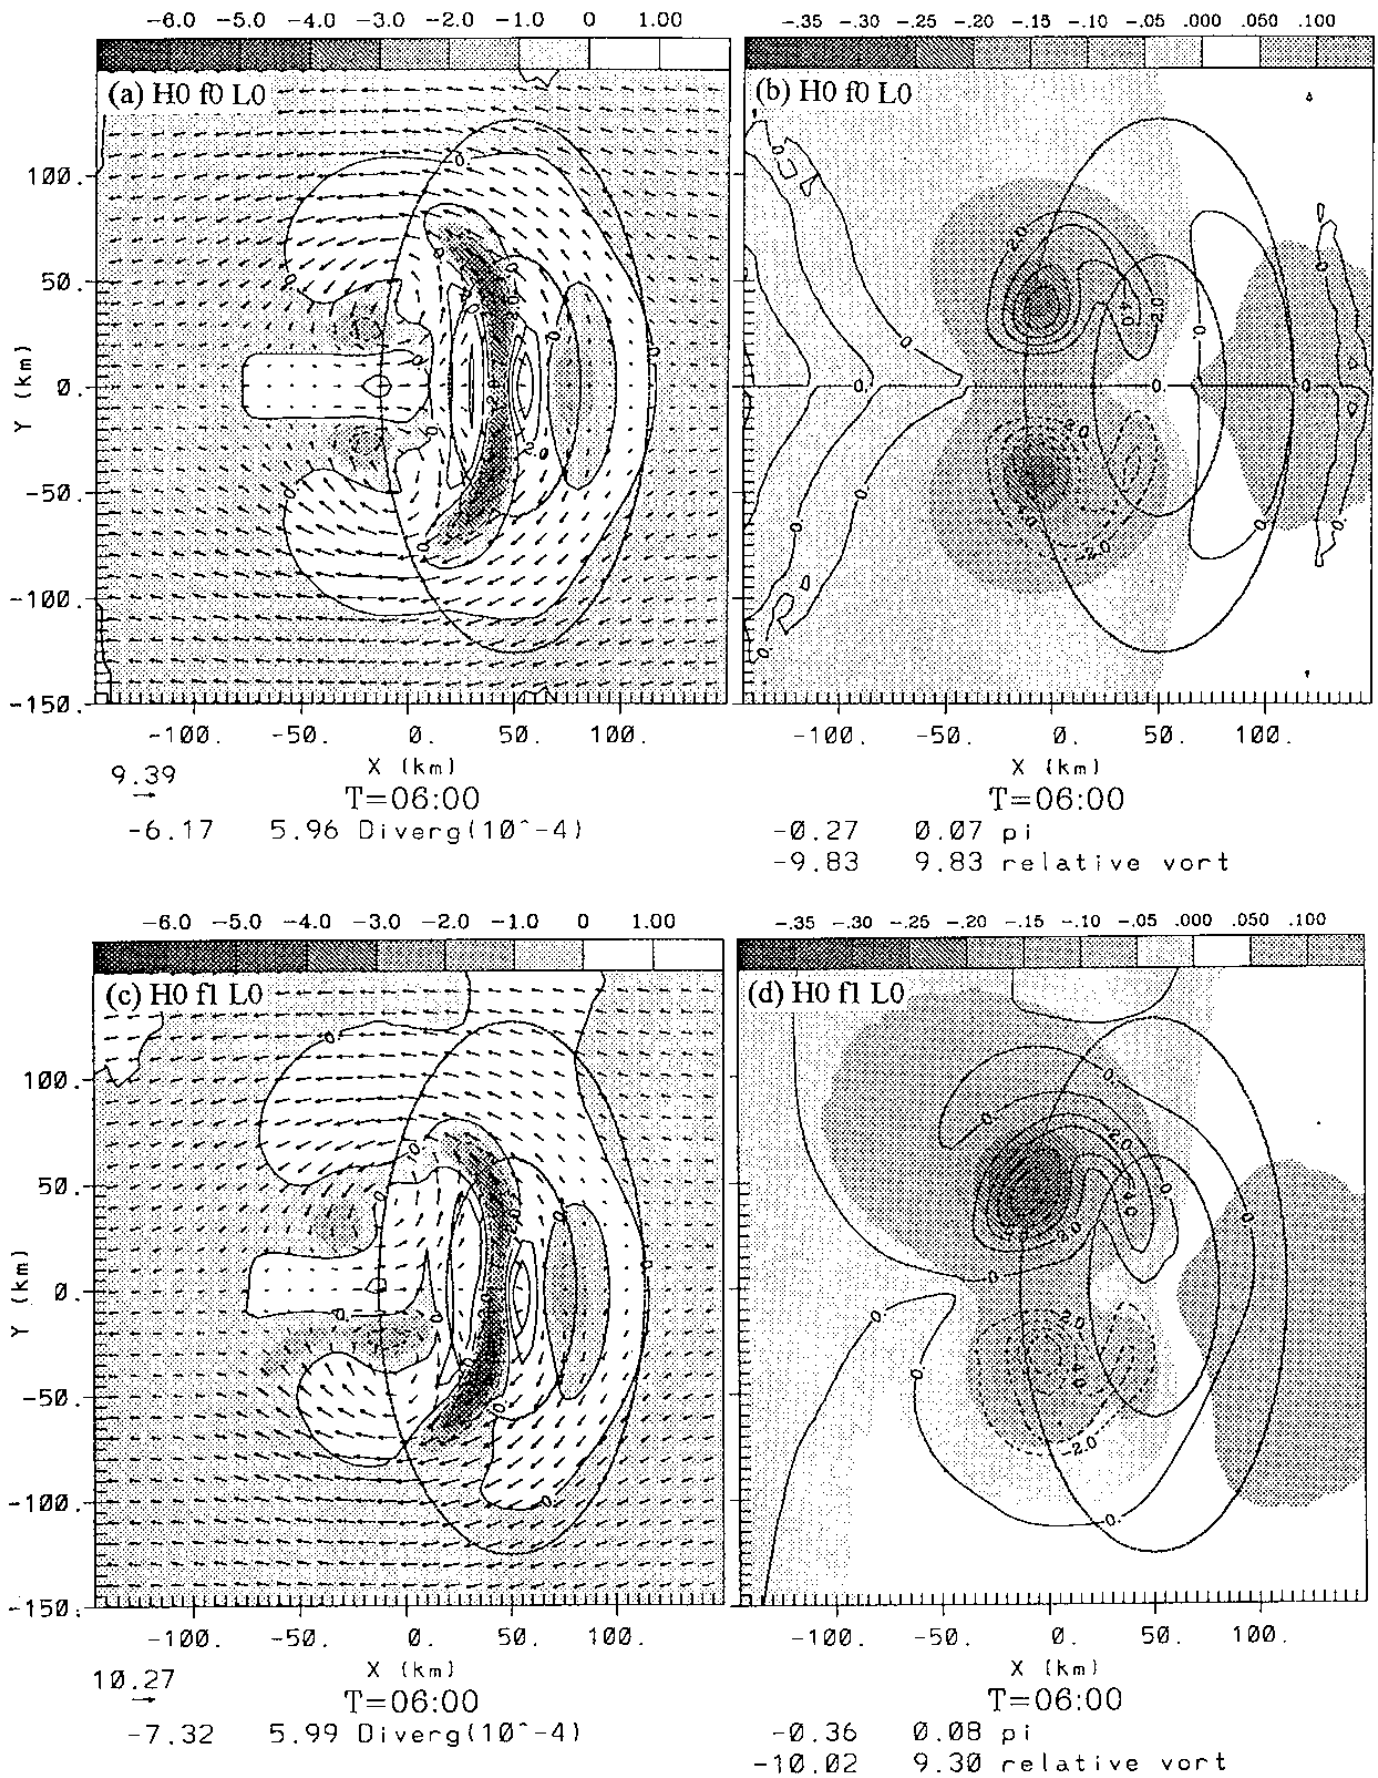 -6.0 -5.0 -4.0 -3.0 -2.0 -1.0 0 1.00
-.35 -.30 -.25 -.20 -.15 -.10 -.05 .000 .050 .100
(a) H0 f0 L0
(b) H0 f0 L0
100.
50.
0.
-50.
-100.
-150.
Y (km)
-100. -50. 0. 50. 100.
-100. -50. 0. 50. 100.
X (km)
X (km)
9.39
T=06:00
T=06:00
-6.17 5.96 Diverg(10^-4)
-0.27 0.07 pi
-9.83 9.83 relative vort
-6.0 -5.0 -4.0 -3.0 -2.0 -1.0 0 1.00
-.35 -.30 -.25 -.20 -.15 -.10 -.05 .000 .050 .100
(c) H0 f1 L0
(d) H0 f1 L0
100.
50.
0.
-50.
-100.
-150.
Y (km)
-100. -50. 0. 50. 100.
-100. -50. 0. 50. 100.
X (km)
X (km)
10.27
T=06:00
T=06:00
-7.32 5.99 Diverg(10^-4)
-0.36 0.08 pi
-10.02 9.30 relative vort